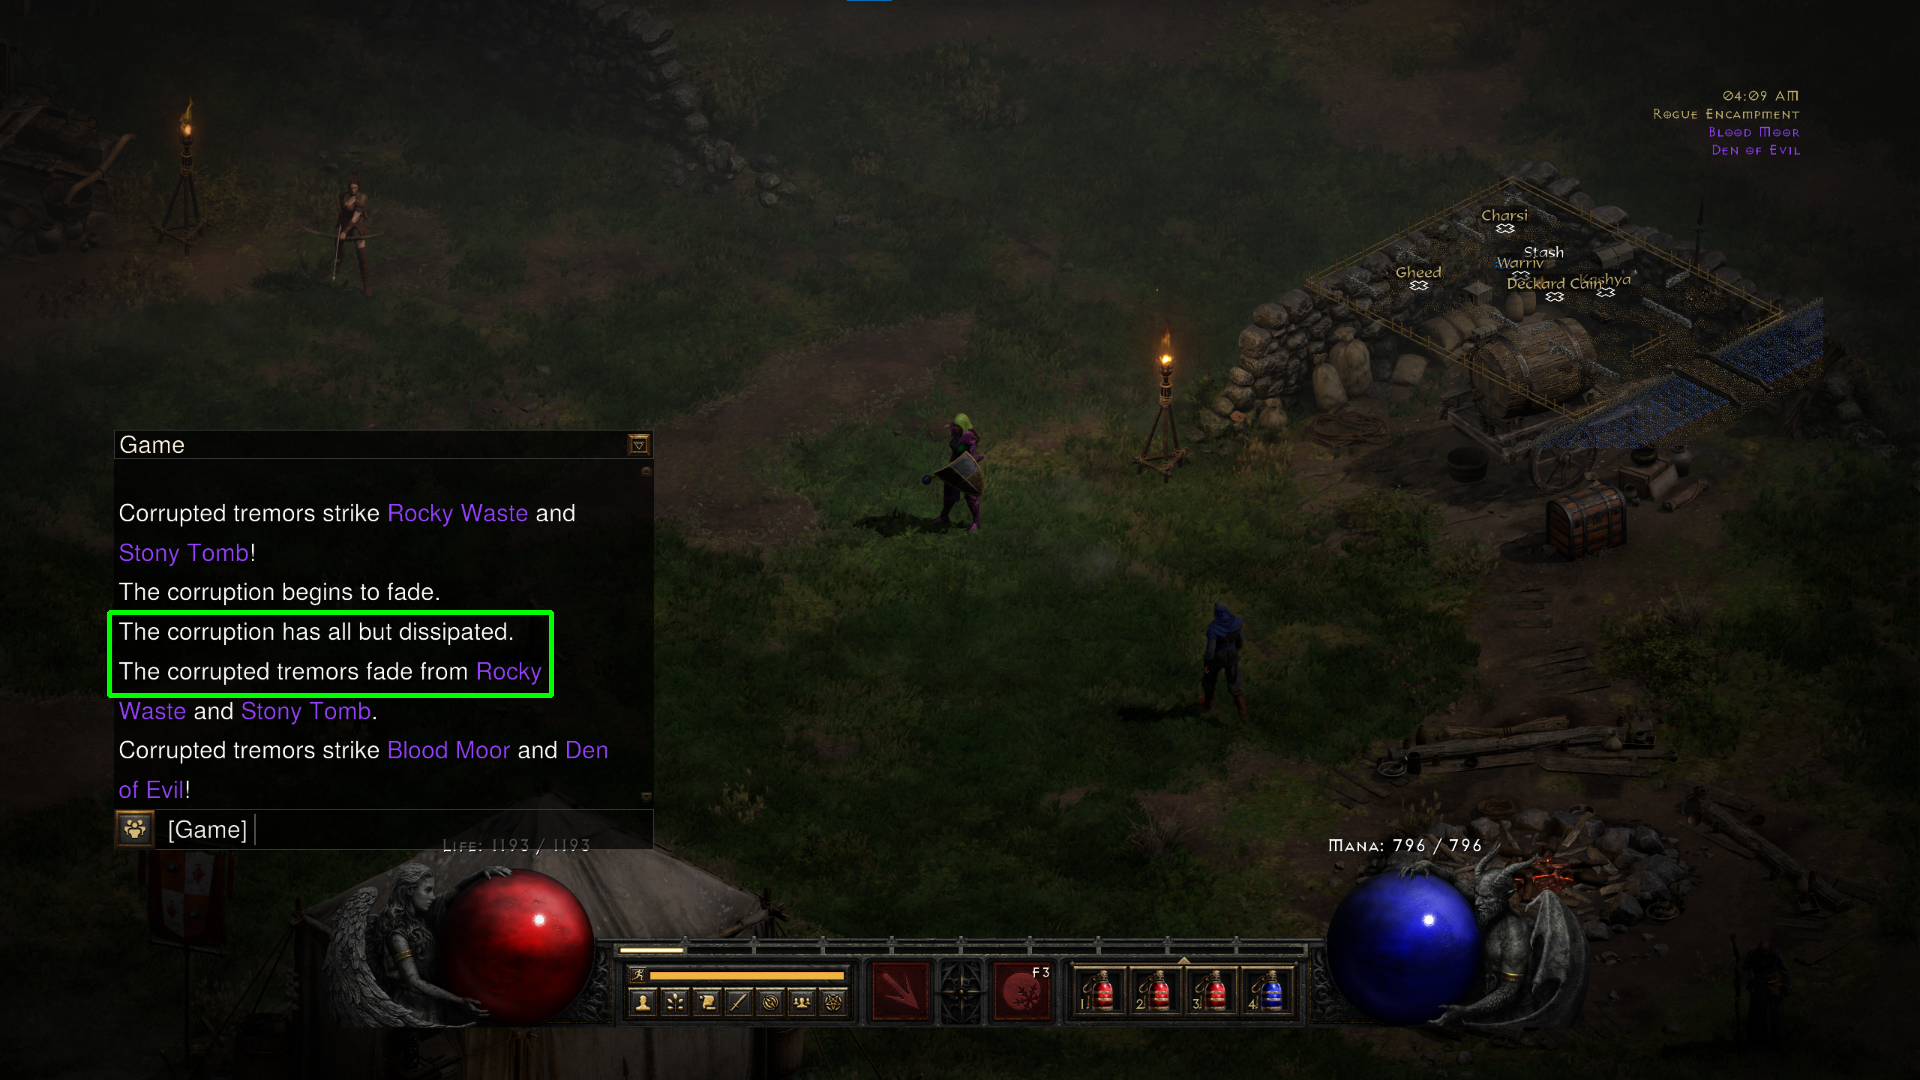 04:09 AM
Rogue Encampment
Blood Moor
Den of Evil
Charsi
Stash
Warriv
Gheed
Deckard Cain
Kashya
Game
Corrupted tremors strike Rocky Waste and
Stony Tomb!
The corruption begins to fade.
The corruption has all but dissipated.
The corrupted tremors fade from Rocky
Waste and Stony Tomb.
Corrupted tremors strike Blood Moor and Den
of Evil!
[Game]
Life: 1193 / 1193
Mana: 796 / 796
F3
1
2
3
4